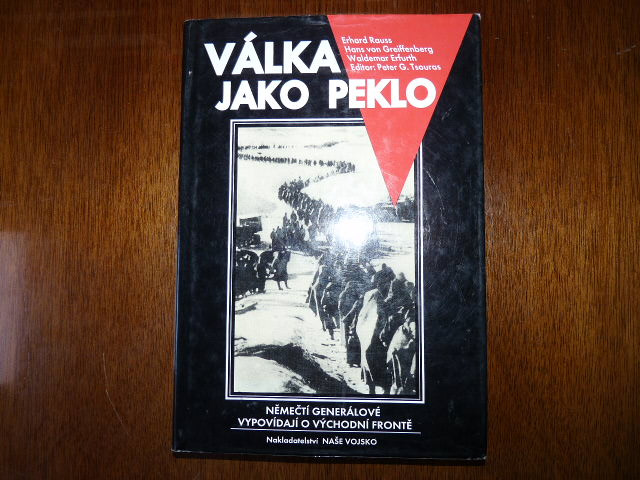 VÁLKA
JAKO PEKLO
Erhard Rauss
Hans von Greiffenberg
Waldemar Erfurth
Editor: Peter G. Tsouras
NĚMEČTÍ GENERÁLOVÉ
VYPOVÍDAJÍ O VÝCHODNÍ FRONTĚ
Nakladatelství NAŠE VOJSKO